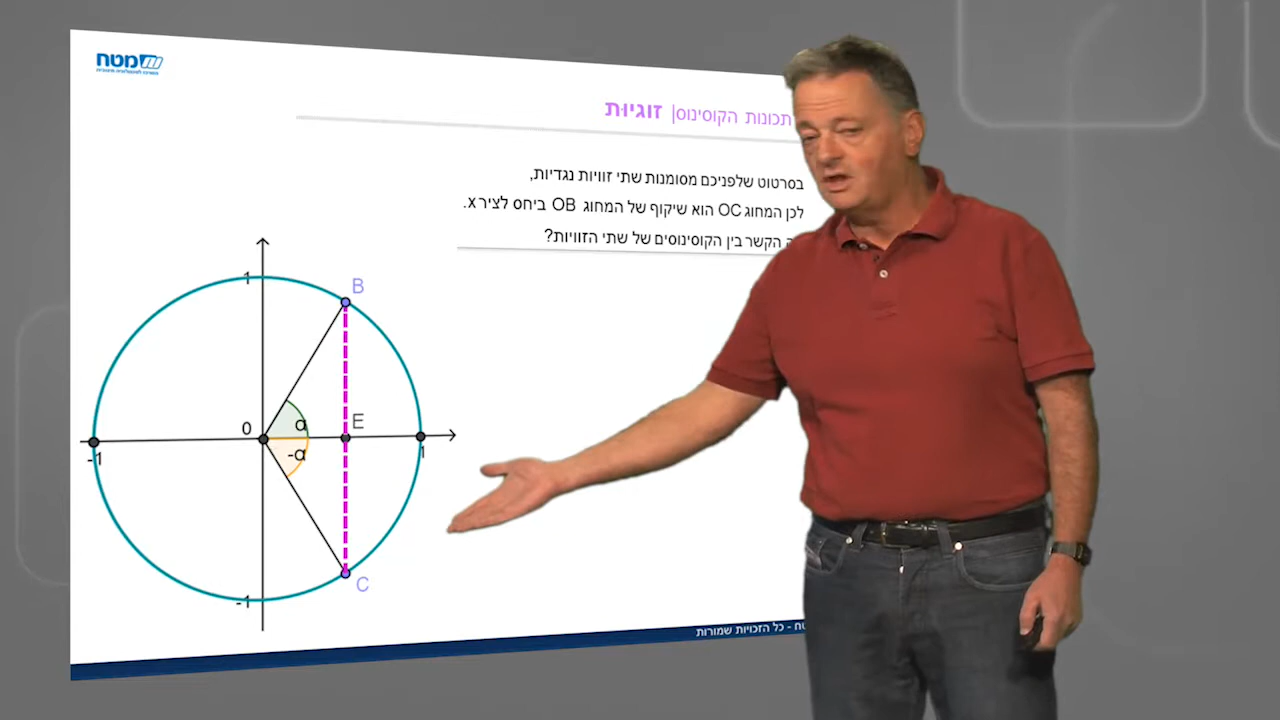 מטח
תכונות הקוסינוס| זוגיות
בסרטוט שלפניכם מסומנות שתי זוויות נגדיות,
לכן המחוג OC הוא שיקוף של המחוג OB ביחס לציר x.
הקשר בין הקוסינוסים של שתי הזוויות?
1
B
0
α
E
-α
-1
1
C
-1
- כל הזכויות שמורות